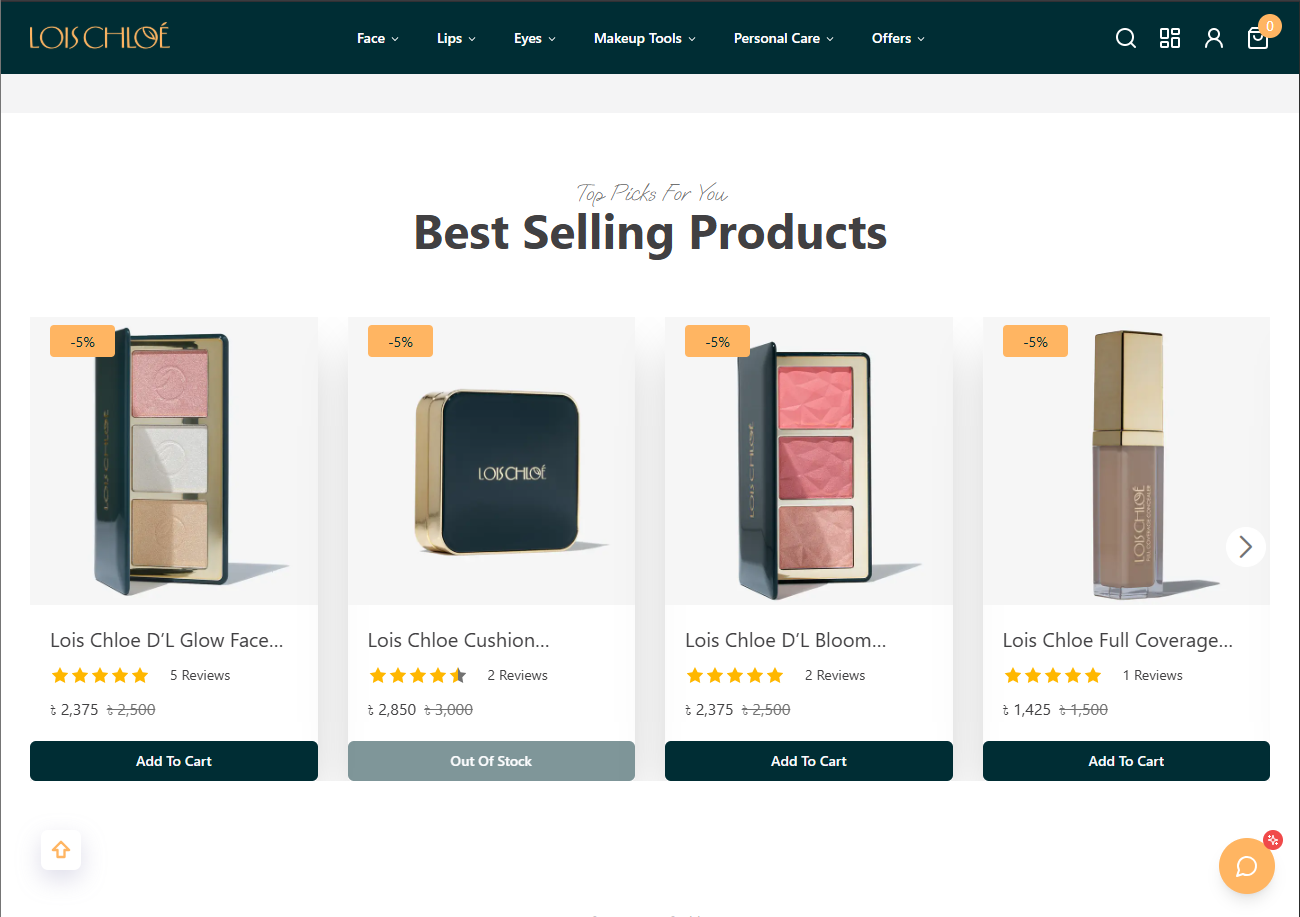 LOIS CHLOÉ
Face Lips Eyes Makeup Tools Personal Care Offers
0
Top Picks For You
Best Selling Products
-5% -5% -5% -5%
LOIS CHLOÉ
LOIS CHLOÉ
LOIS CHLOÉ
LOIS CHLOÉ
FULL COVERAGE CONCEALER
Lois Chloe D’L Glow Face... Lois Chloe Cushion... Lois Chloe D’L Bloom... Lois Chloe Full Coverage...
5 Reviews 2 Reviews 2 Reviews 1 Reviews
৳ 2,375 ৳ 2,500 ৳ 2,850 ৳ 3,000 ৳ 2,375 ৳ 2,500 ৳ 1,425 ৳ 1,500
Add To Cart Out Of Stock Add To Cart Add To Cart